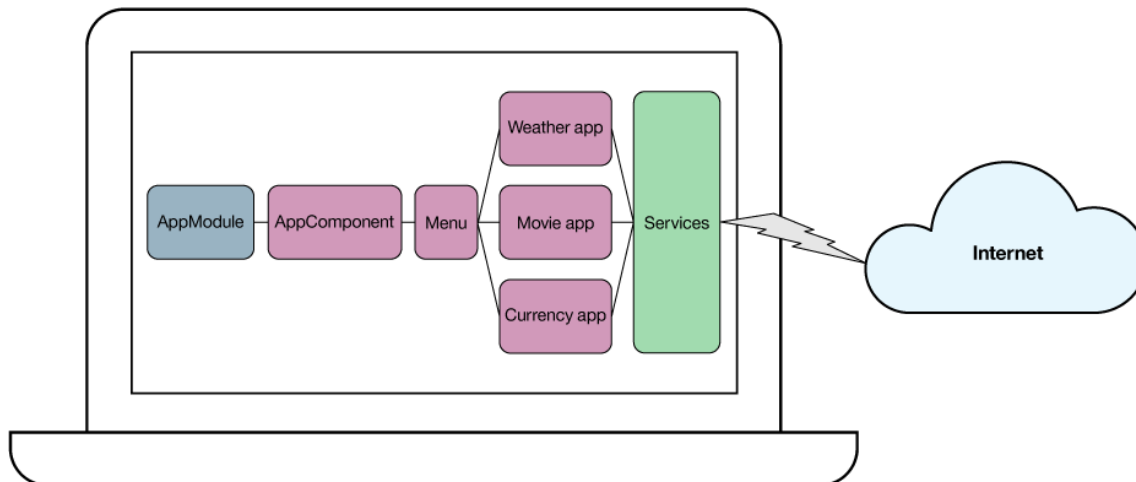 Weather app
AppModule
AppComponent
Menu
Movie app
Services
Internet
Currency app